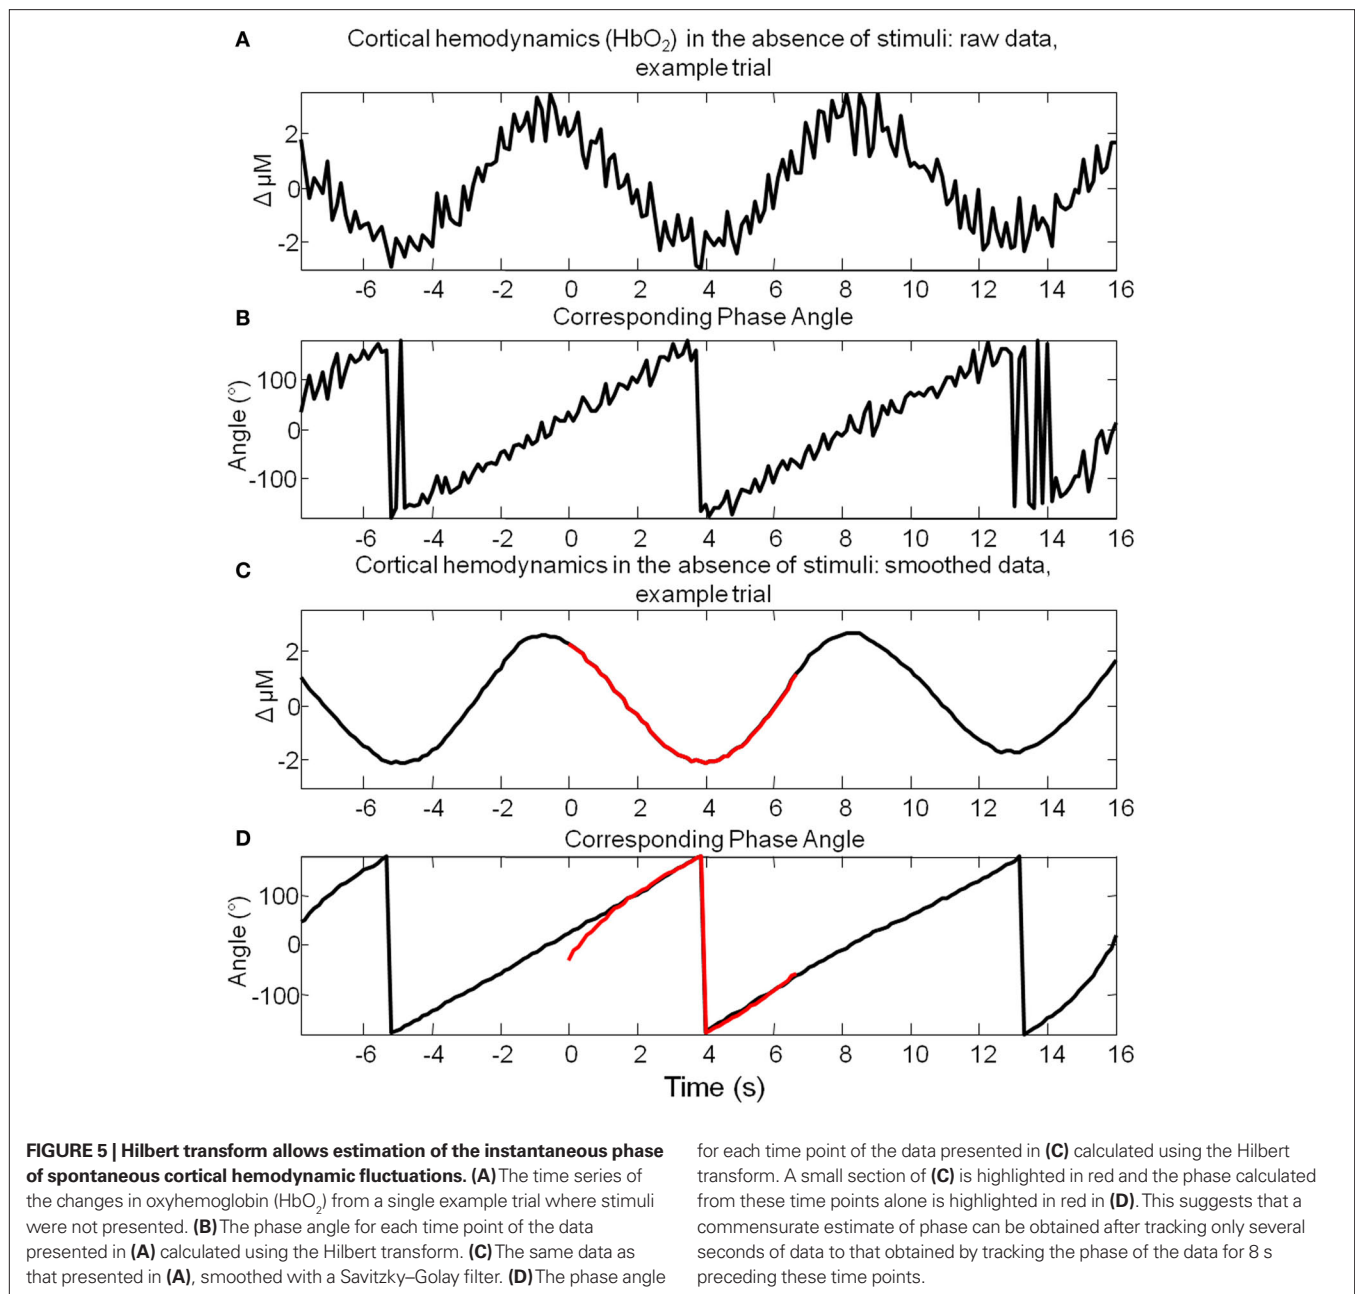 A
Cortical hemodynamics (HbO2) in the absence of stimuli: raw data,
example trial
2
0
-2
Δ µM
-6 -4 -2 0 2 4 6 8 10 12 14 16
B
Corresponding Phase Angle
100
0
-100
Angle (°)
-6 -4 -2 0 2 4 6 8 10 12 14 16
C
Cortical hemodynamics in the absence of stimuli: smoothed data,
example trial
2
0
-2
Δ µM
-6 -4 -2 0 2 4 6 8 10 12 14 16
D
Corresponding Phase Angle
100
0
-100
Angle (°)
-6 -4 -2 0 2 4 6 8 10 12 14 16
Time (s)
FIGURE 5 | Hilbert transform allows estimation of the instantaneous phase
of spontaneous cortical hemodynamic fluctuations. (A) The time series of
the changes in oxyhemoglobin (HbO2) from a single example trial where stimuli
were not presented. (B) The phase angle for each time point of the data
presented in (A) calculated using the Hilbert transform. (C) The same data as
that presented in (A), smoothed with a Savitzky–Golay filter. (D) The phase angle
for each time point of the data presented in (C) calculated using the Hilbert
transform. A small section of (C) is highlighted in red and the phase calculated
from these time points alone is highlighted in red in (D). This suggests that a
commensurate estimate of phase can be obtained after tracking only several
seconds of data to that obtained by tracking the phase of the data for 8 s
preceding these time points.